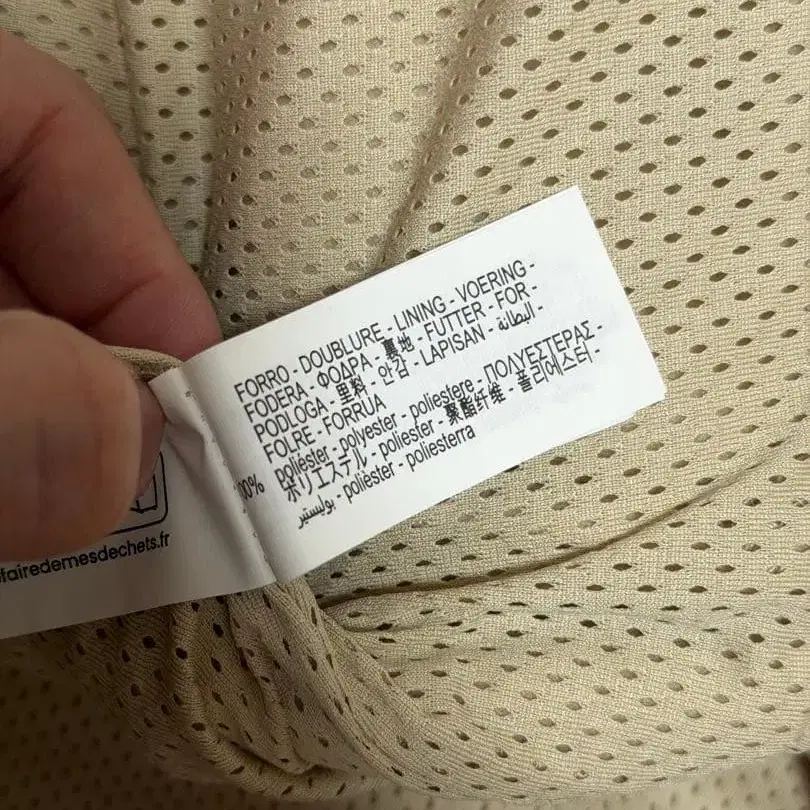 FORRO - DOUBLURE - LINING - VOERING -
FODERA - ΦΟΔΡΑ - 裏地 - FUTTER - FOR -
PODLOGA - 里料 - 안감 - LAPISAN - البطانة -
FOLRE - FORRUA
00% poliéster - polyester - poliestere - ΠΟΛΥΕΣΤΕΡΑΣ -
ポリエステル - poliester - 聚酯纤维 - 폴리에스터 -
بوليستير - polièster - poliesterra
fairedemesdechets.fr